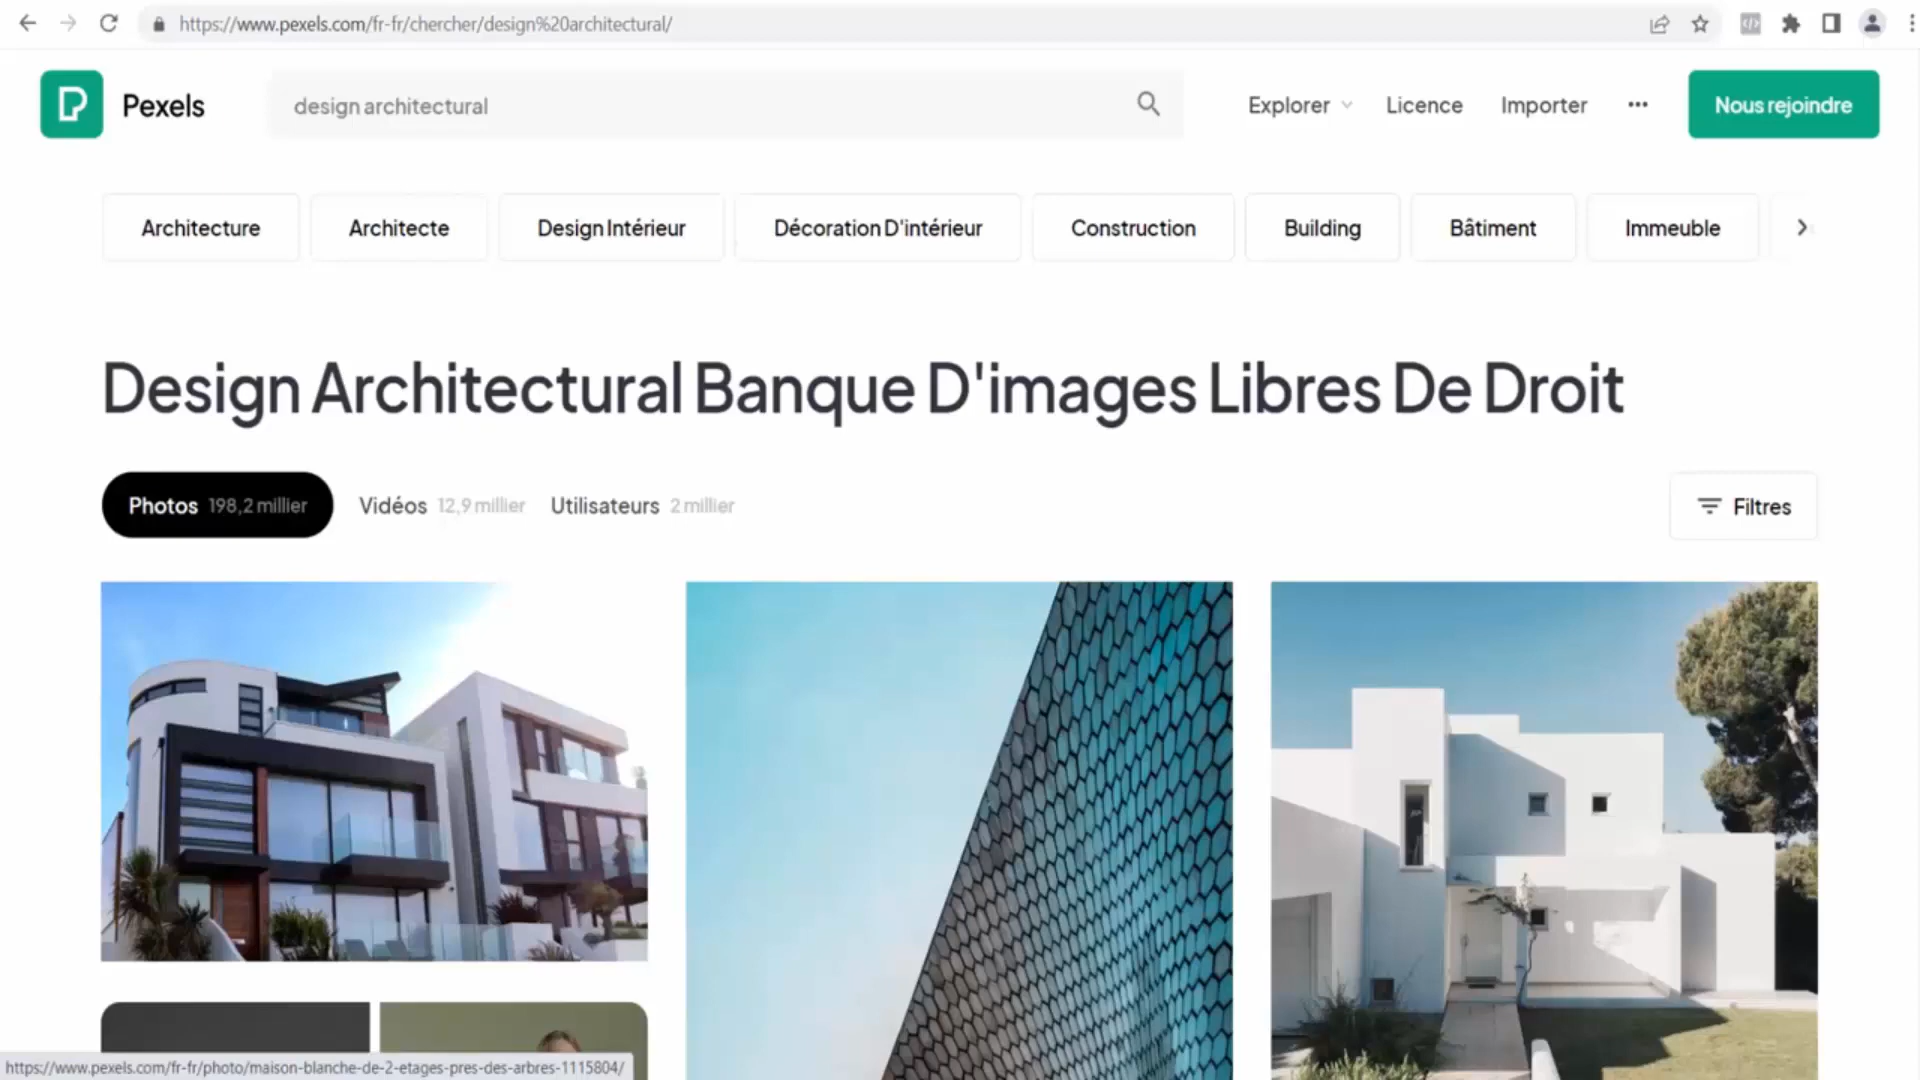 https://www.pexels.com/fr-fr/chercher/design%20architectural/
Pexels
design architectural
Explorer
Licence
Importer
Nous rejoindre
Architecture
Architecte
Design Intérieur
Décoration D'intérieur
Construction
Building
Bâtiment
Immeuble
Design Architectural Banque D'images Libres De Droit
Photos 198,2 millier
Vidéos 12,9 millier
Utilisateurs 2 millier
Filtres
https://www.pexels.com/fr-fr/photo/maison-blanche-de-2-etages-pres-des-arbres-1115804/